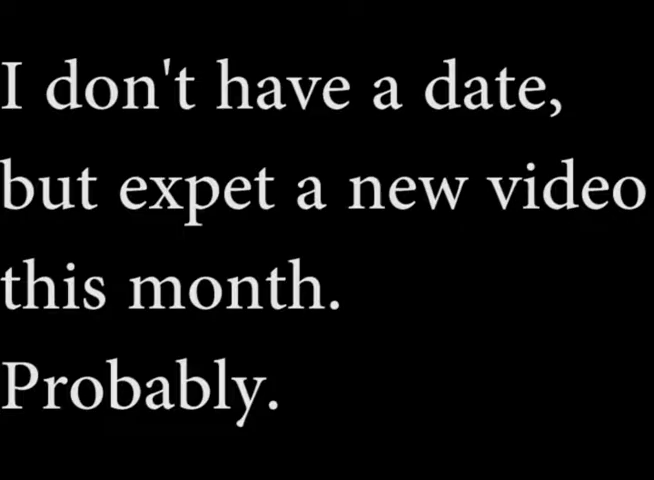 I don't have a date,
but expet a new video
this month.
Probably.